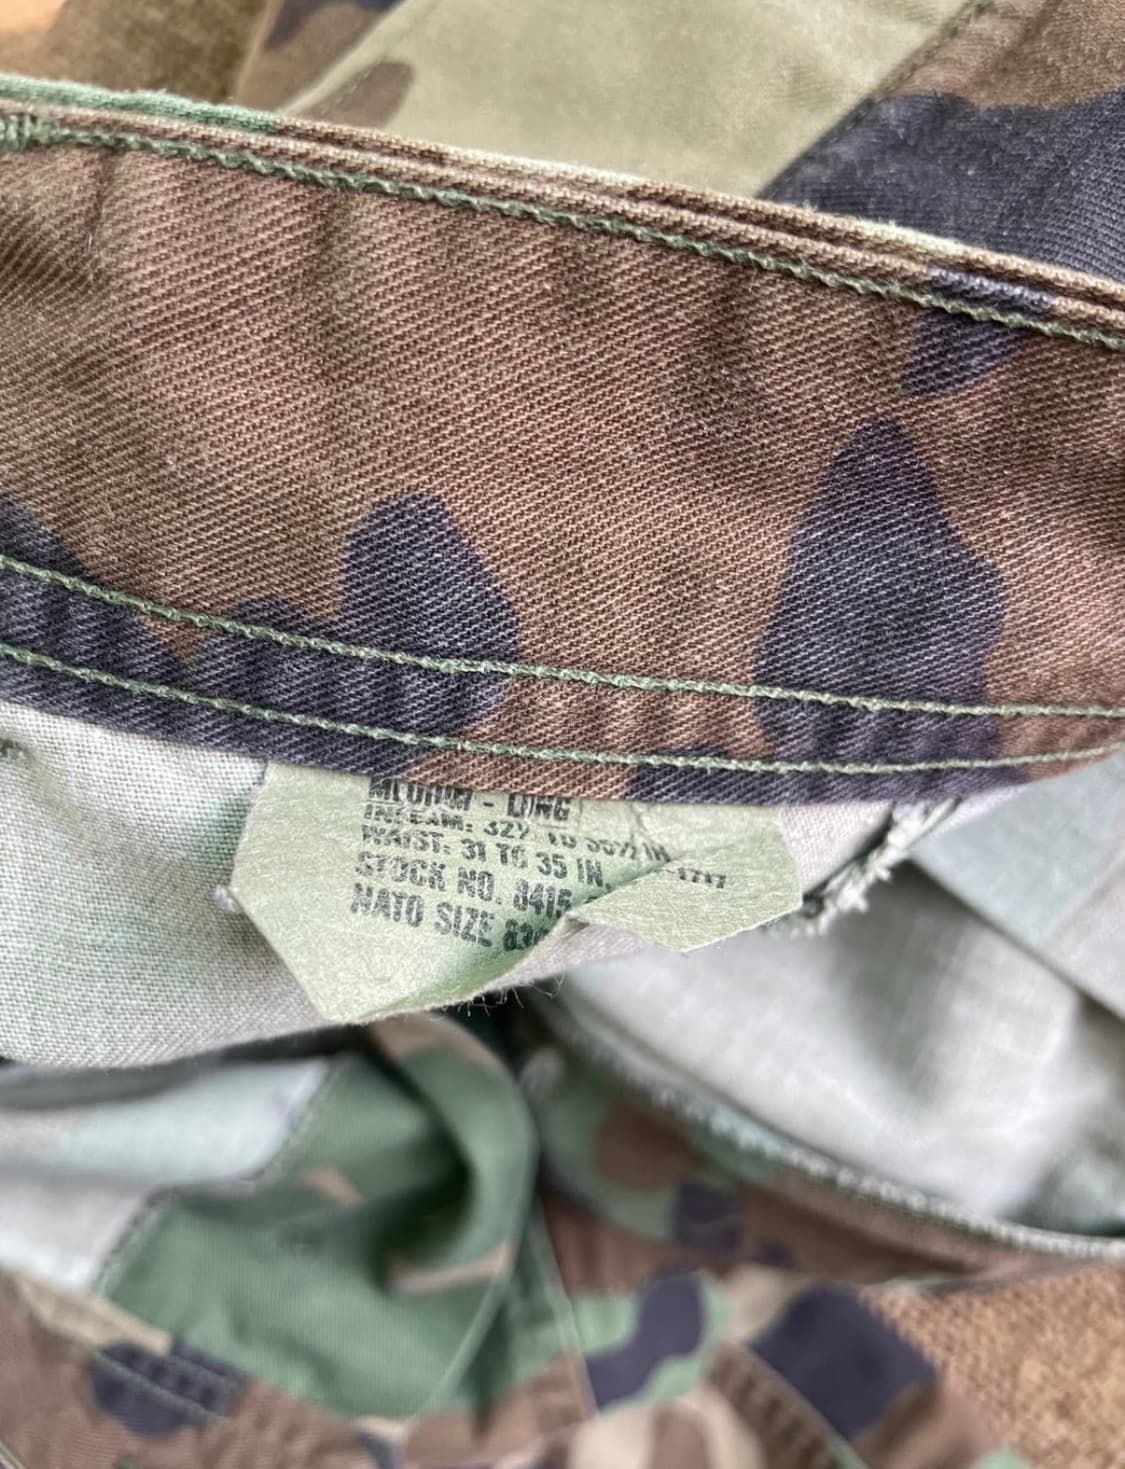 MEDIUM - LONG
INSEAM: 32½ TO 35½ IN.
WAIST: 31 TO 35 IN.
STOCK NO. 8415 -1717
NATO SIZE